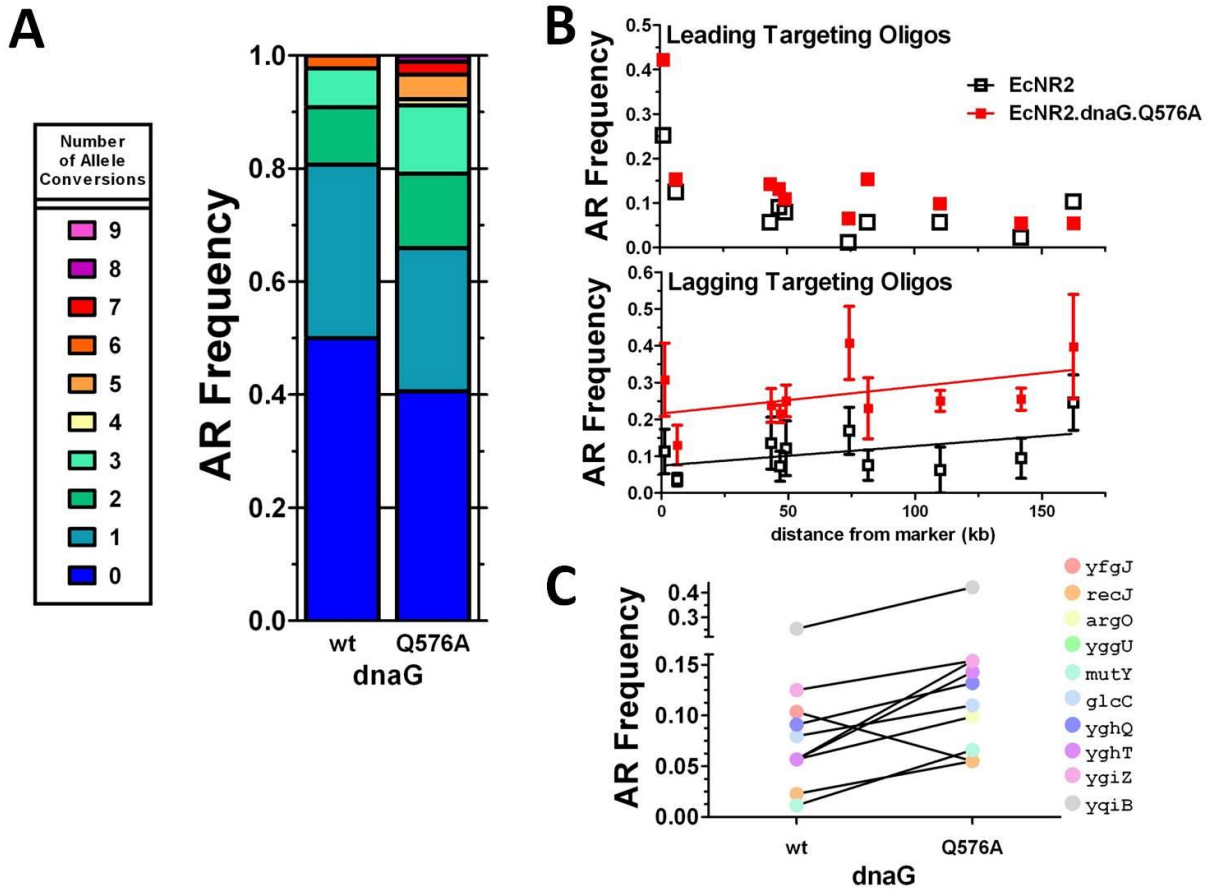 A
Number
of Allele
Conversions
9
8
7
6
5
4
3
2
1
0
AR Frequency
1.0
0.8
0.6
0.4
0.2
0.0
wt
Q576A
dnaG
B
Leading Targeting Oligos
EcNR2
EcNR2.dnaG.Q576A
AR Frequency
0.5
0.4
0.3
0.2
0.1
0.0
Lagging Targeting Oligos
AR Frequency
0.6
0.5
0.4
0.3
0.2
0.1
0.0
0
50
100
150
distance from marker (kb)
C
AR Frequency
0.4
0.3
0.15
0.10
0.05
0.00
wt
Q576A
dnaG
yfgJ
recJ
argO
yggU
mutY
glcC
yghQ
yghT
ygiZ
yqiB